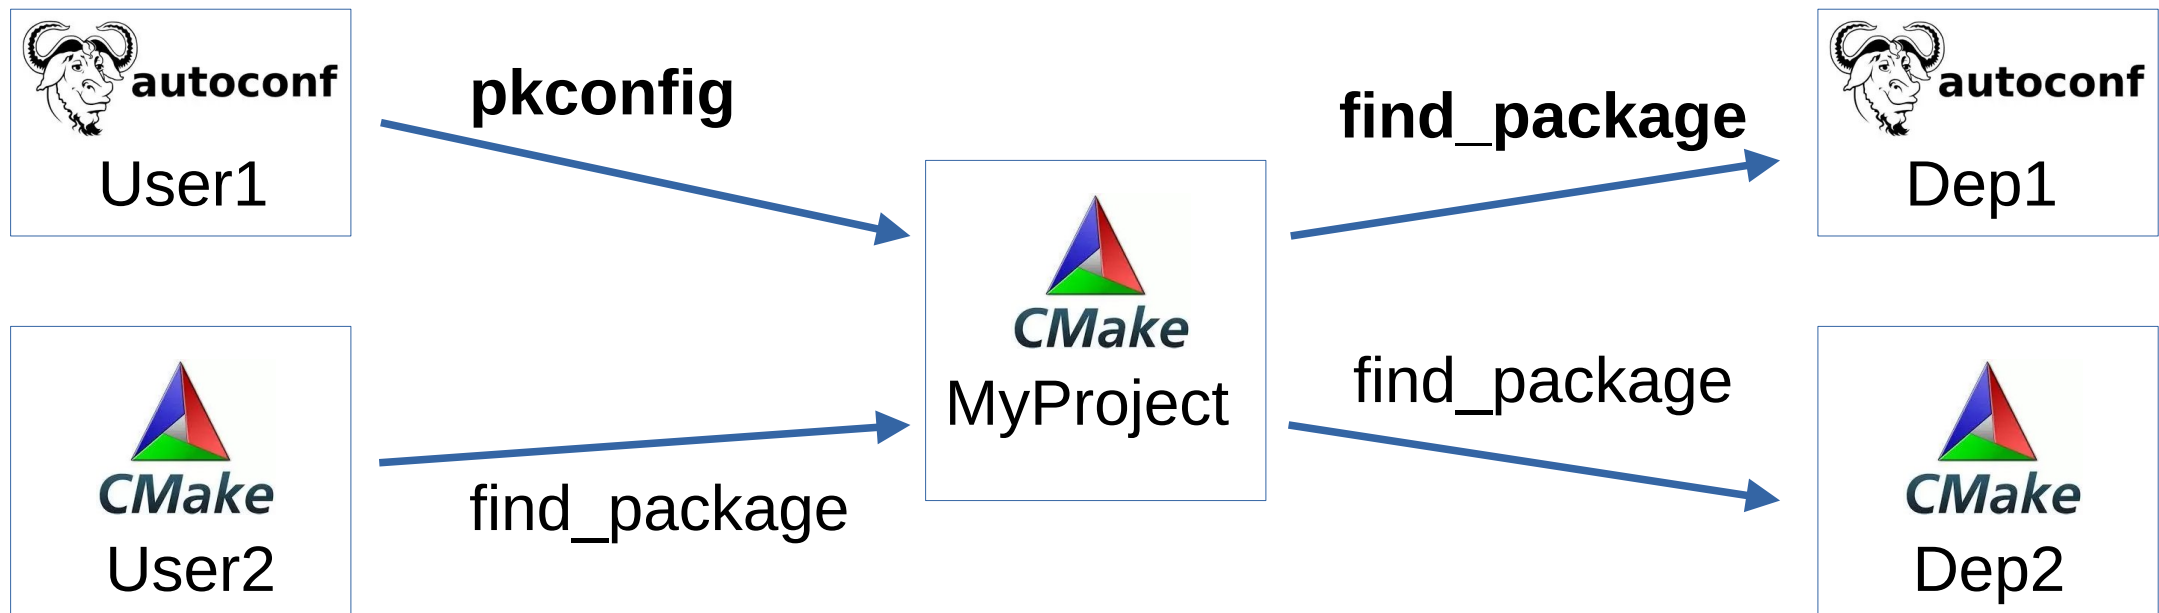 autoconf
User1
pkconfig
find_package
autoconf
Dep1
CMake
MyProject
CMake
User2
find_package
find_package
CMake
Dep2